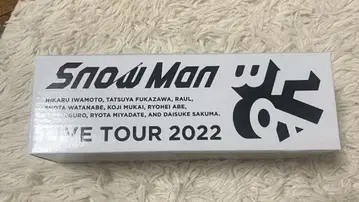 Snow Man
HIKARU IWAMOTO, TATSUYA FUKAZAWA, RAUL,
SHOTA WATANABE, KOJI MUKAI, RYOHEI ABE,
RYOTA MIYADATE, AND DAISUKE SAKUMA.
LIVE TOUR 2022